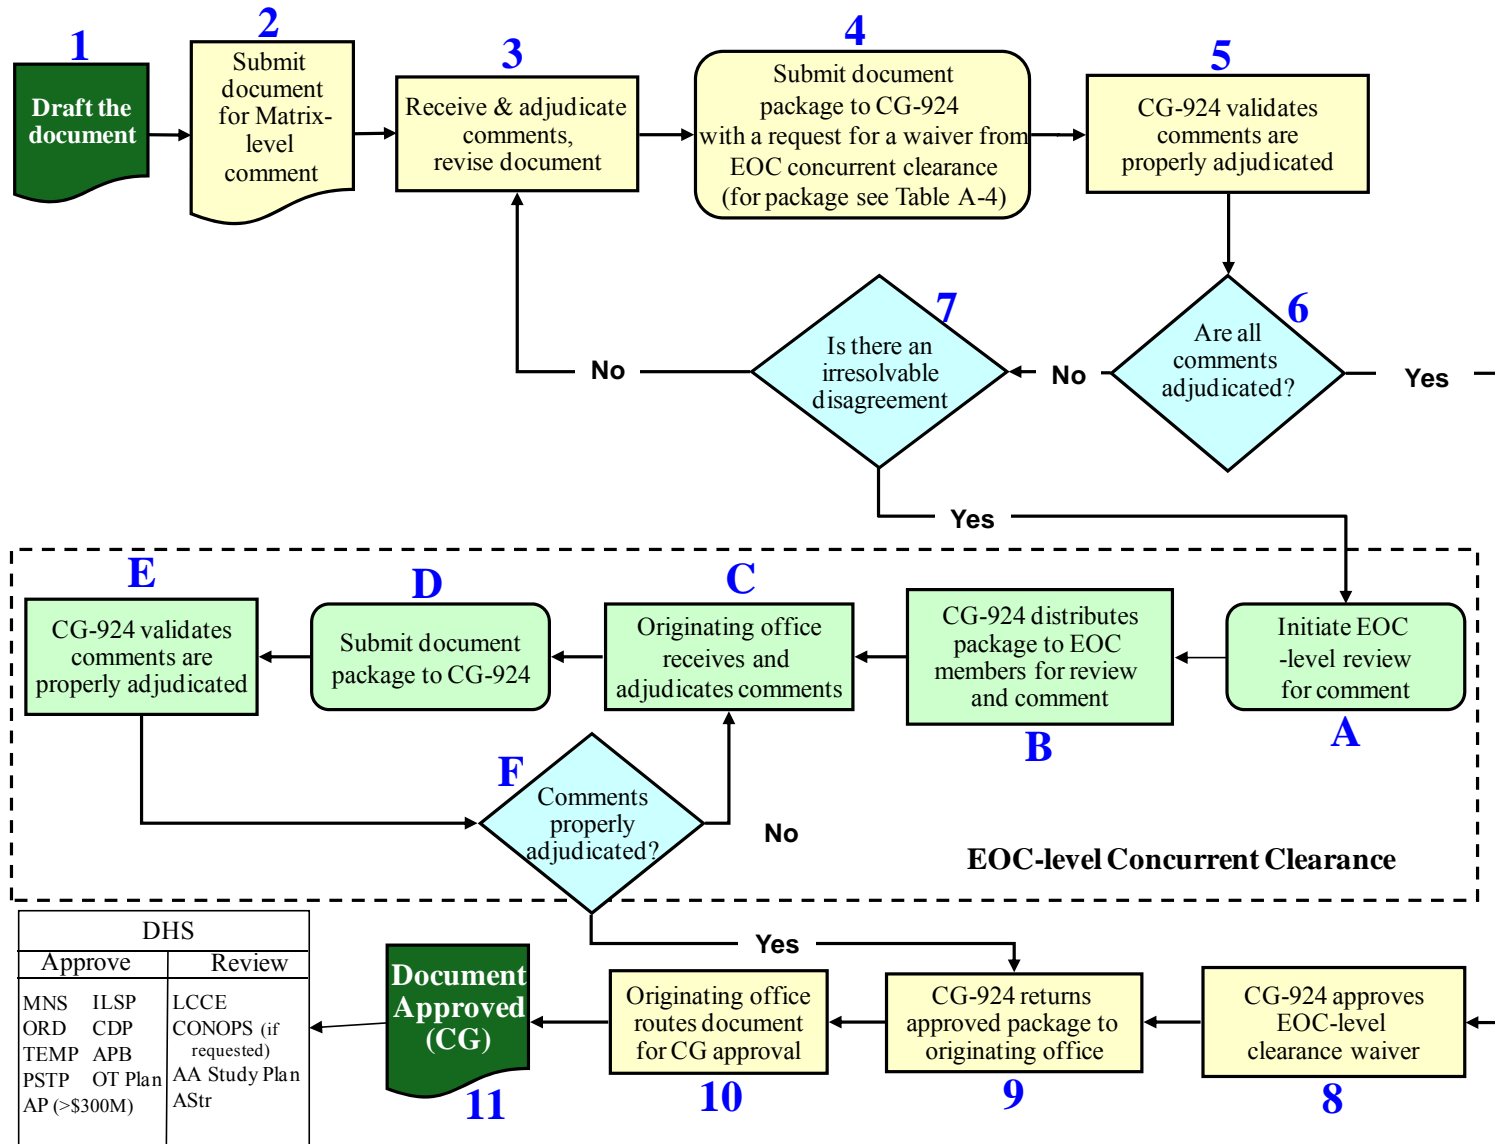 1
Draft the
document
2
Submit
document
for Matrix-
level
comment
3
Receive & adjudicate
comments,
revise document
4
Submit document
package to CG-924
with a request for a waiver from
EOC concurrent clearance
(for package see Table A-4)
5
CG-924 validates
comments are
properly adjudicated
6
Are all
comments
adjudicated?
Yes
No
7
Is there an
irresolvable
disagreement
No
Yes
E
CG-924 validates
comments are
properly adjudicated
D
Submit document
package to CG-924
C
Originating office
receives and
adjudicates comments
CG-924 distributes
package to EOC
members for review
and comment
B
Initiate EOC
-level review
for comment
A
F
Comments
properly
adjudicated?
No
EOC-level Concurrent Clearance
Yes
DHS
Approve Review
MNS ILSP
ORD CDP
TEMP APB
PSTP OT Plan
AP (>$300M)
LCCE
CONOPS (if
requested)
AA Study Plan
AStr
Document
Approved
(CG)
11
Originating office
routes document
for CG approval
10
CG-924 returns
approved package to
originating office
9
CG-924 approves
EOC-level
clearance waiver
8